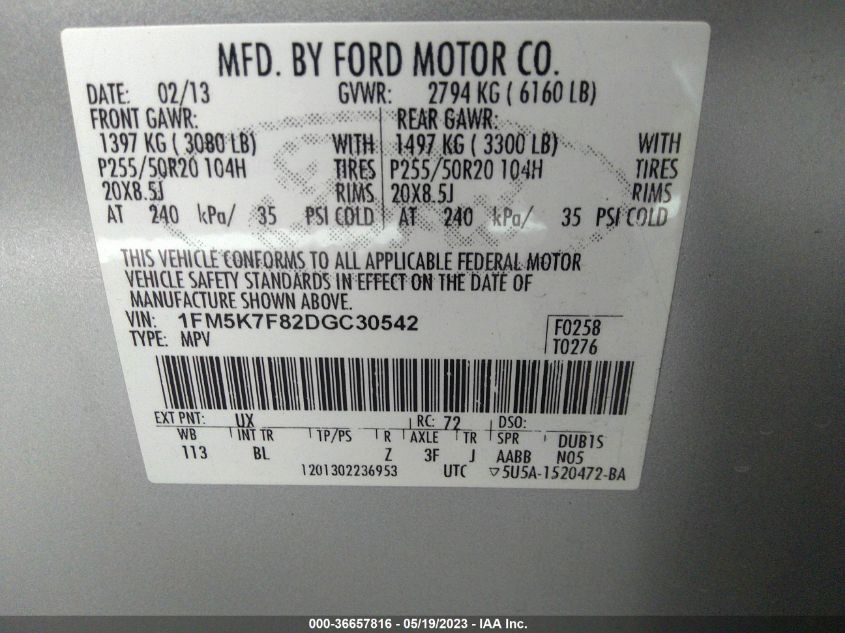 MFD. BY FORD MOTOR CO.
DATE: 02/13 GVWR: 2794 KG ( 6160 LB)
FRONT GAWR: REAR GAWR:
1397 KG ( 3080 LB) WITH 1497 KG ( 3300 LB) WITH
P255/50R20 104H TIRES P255/50R20 104H TIRES
20X8.5J RIMS 20X8.5J RIMS
AT 240 kPa/ 35 PSI COLD AT 240 kPa/ 35 PSI COLD
THIS VEHICLE CONFORMS TO ALL APPLICABLE FEDERAL MOTOR
VEHICLE SAFETY STANDARDS IN EFFECT ON THE DATE OF
MANUFACTURE SHOWN ABOVE.
VIN: 1FM5K7F82DGC30542 F0258
TYPE: MPV T0276
EXT PNT: UX RC: 72 DSO:
WB INT TR TP/PS R AXLE TR SPR DUB1S
113 BL Z 3F J AABB N05
1201302236953 UTC ▽5U5A-1520472-BA
000-36657816 - 05/19/2023 - IAA Inc.